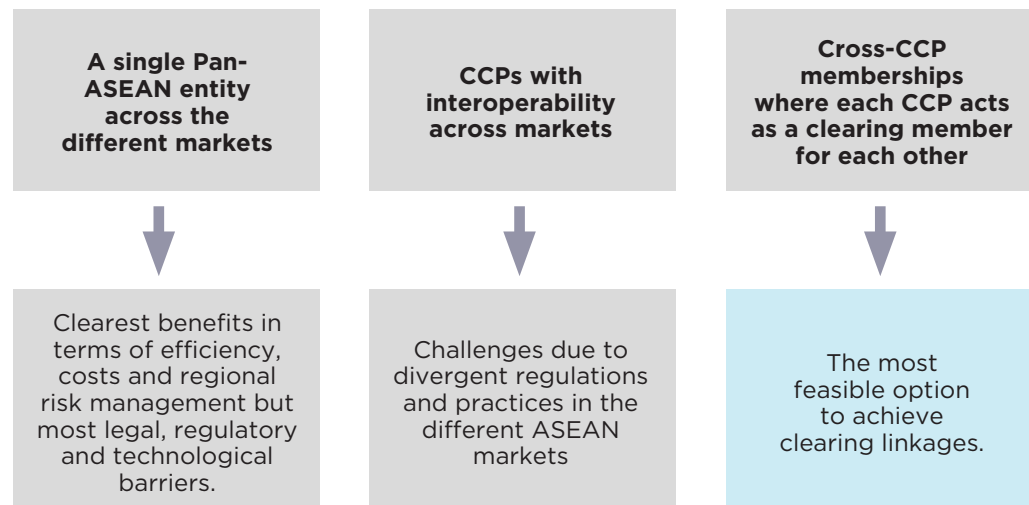 A single Pan-
ASEAN entity
across the
different markets
CCPs with
interoperability
across markets
Cross-CCP
memberships
where each CCP acts
as a clearing member
for each other
Clearest benefits in
terms of efficiency,
costs and regional
risk management but
most legal, regulatory
and technological
barriers.
Challenges due to
divergent regulations
and practices in the
different ASEAN
markets
The most
feasible option
to achieve
clearing linkages.